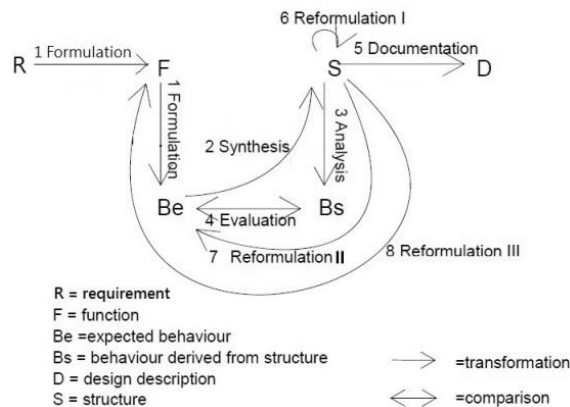 6 Reformulation I
5 Documentation
1 Formulation
R
F
S
D
1 Formulation
3 Analysis
2 Synthesis
Be
4 Evaluation
Bs
7 Reformulation II
8 Reformulation III
R = requirement
F = function
Be =expected behaviour
Bs = behaviour derived from structure
D = design description
S = structure
=transformation
=comparison